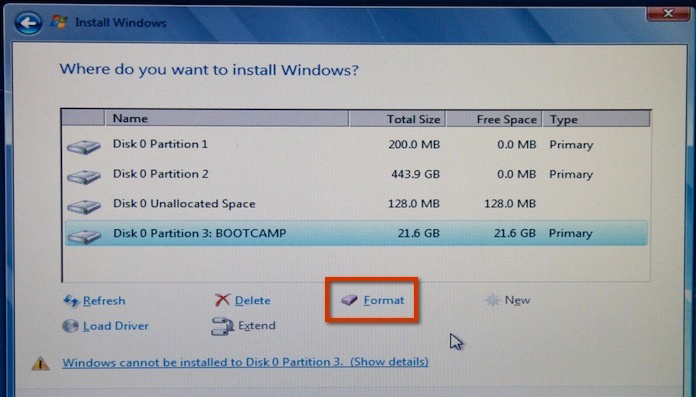 Install Windows
Where do you want to install Windows?
Name Total Size Free Space Type
Disk 0 Partition 1 200.0 MB 0.0 MB Primary
Disk 0 Partition 2 443.9 GB 0.0 MB Primary
Disk 0 Unallocated Space 128.0 MB 128.0 MB
Disk 0 Partition 3: BOOTCAMP 21.6 GB 21.6 GB Primary
Refresh Delete Format New
Load Driver Extend
Windows cannot be installed to Disk 0 Partition 3. (Show details)